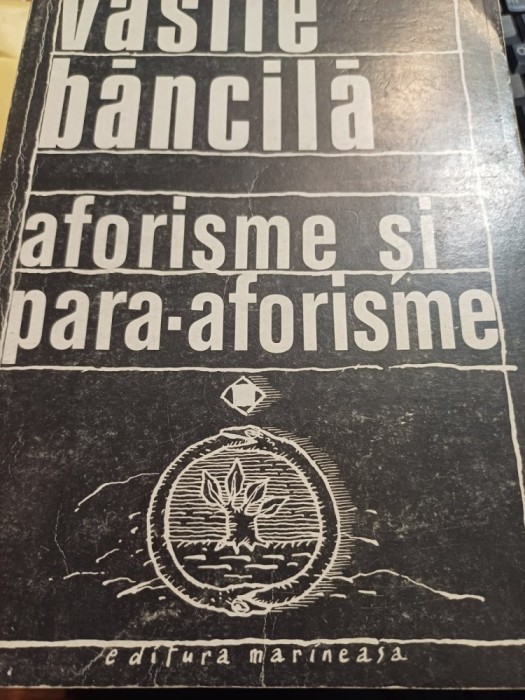 vasile
băncilă
aforisme și
para-aforisme
editura marineasa